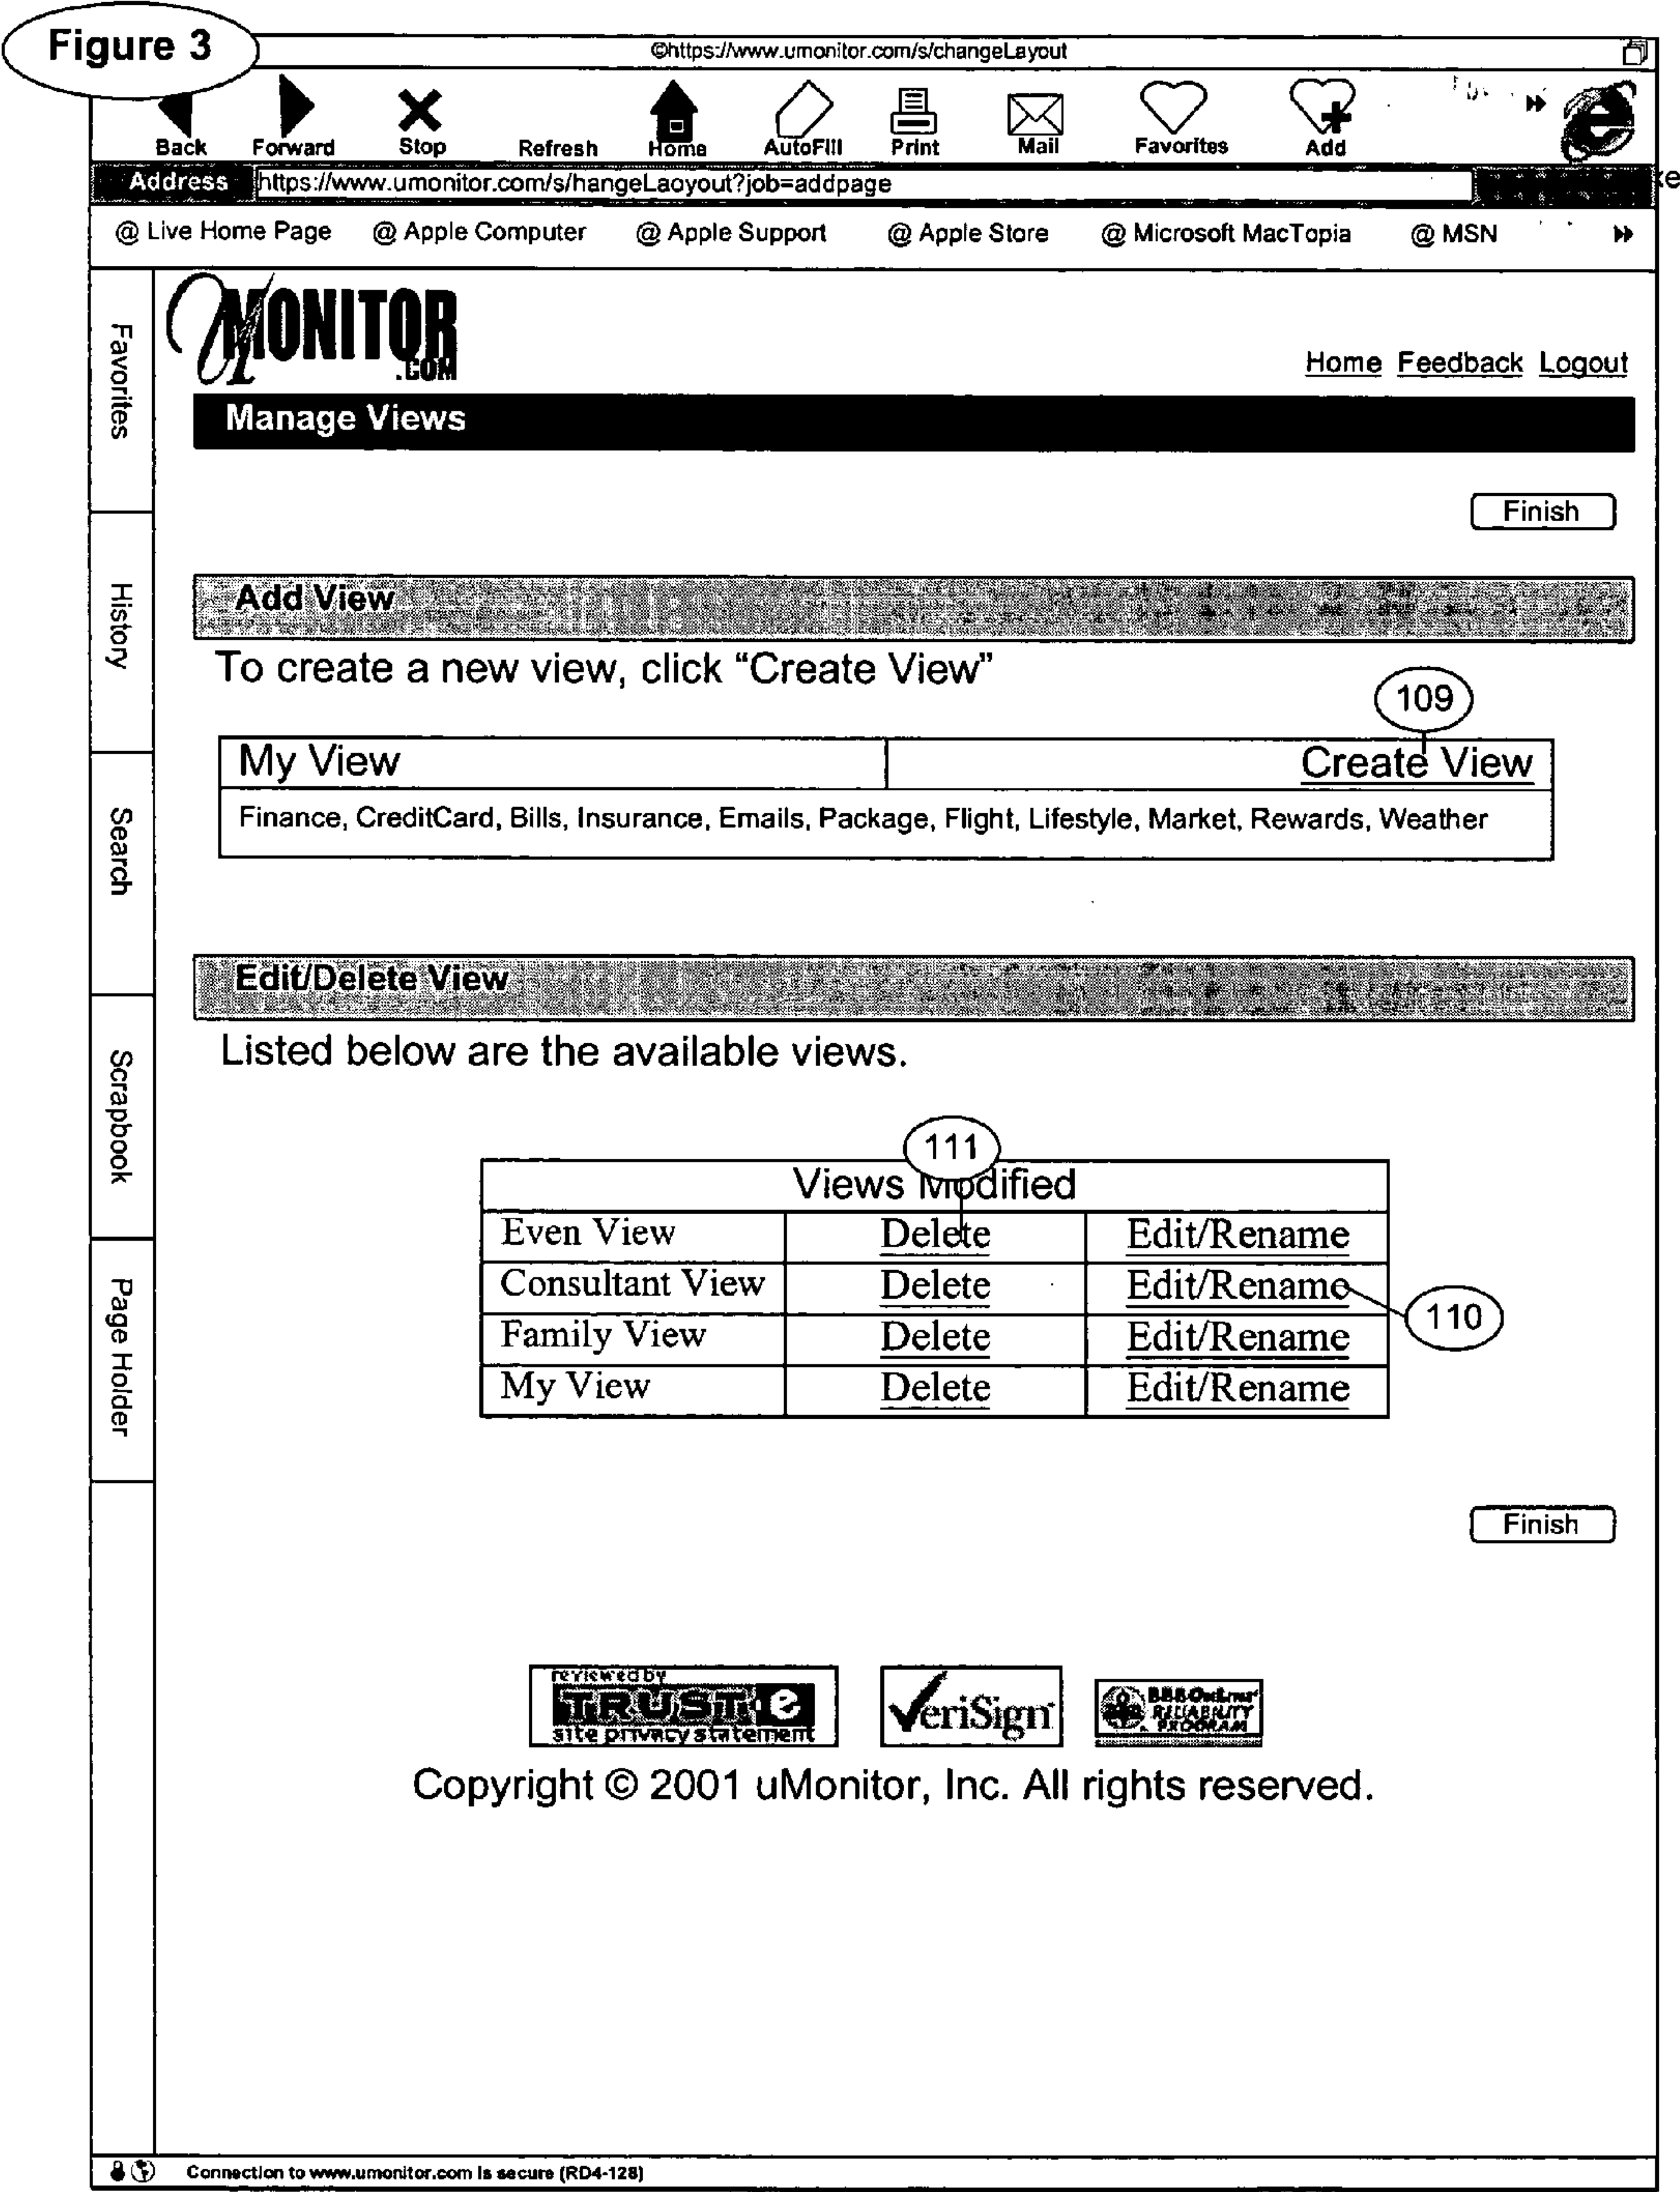 Figure 3
©https://www.umonitor.com/s/changeLayout
Back Forward Stop Refresh Home AutoFill Print Mail Favorites Add
Address https://www.umonitor.com/s/hangeLaoyout?job=addpage
@ Live Home Page @ Apple Computer @ Apple Support @ Apple Store @ Microsoft MacTopia @ MSN
Favorites
History
Search
Scrapbook
Page Holder
UMONITOR
.COM
Home Feedback Logout
Manage Views
Finish
Add View
To create a new view, click “Create View”
109
My View Create View
Finance, CreditCard, Bills, Insurance, Emails, Package, Flight, Lifestyle, Market, Rewards, Weather
Edit/Delete View
Listed below are the available views.
111
Views Modified
Even View Delete Edit/Rename
Consultant View Delete Edit/Rename
110
Family View Delete Edit/Rename
My View Delete Edit/Rename
Finish
reviewed by
TRUSTe
site privacy statement
VeriSign
BBBOnLine
RELIABILITY
PROGRAM
Copyright © 2001 uMonitor, Inc. All rights reserved.
Connection to www.umonitor.com is secure (RD4-128)